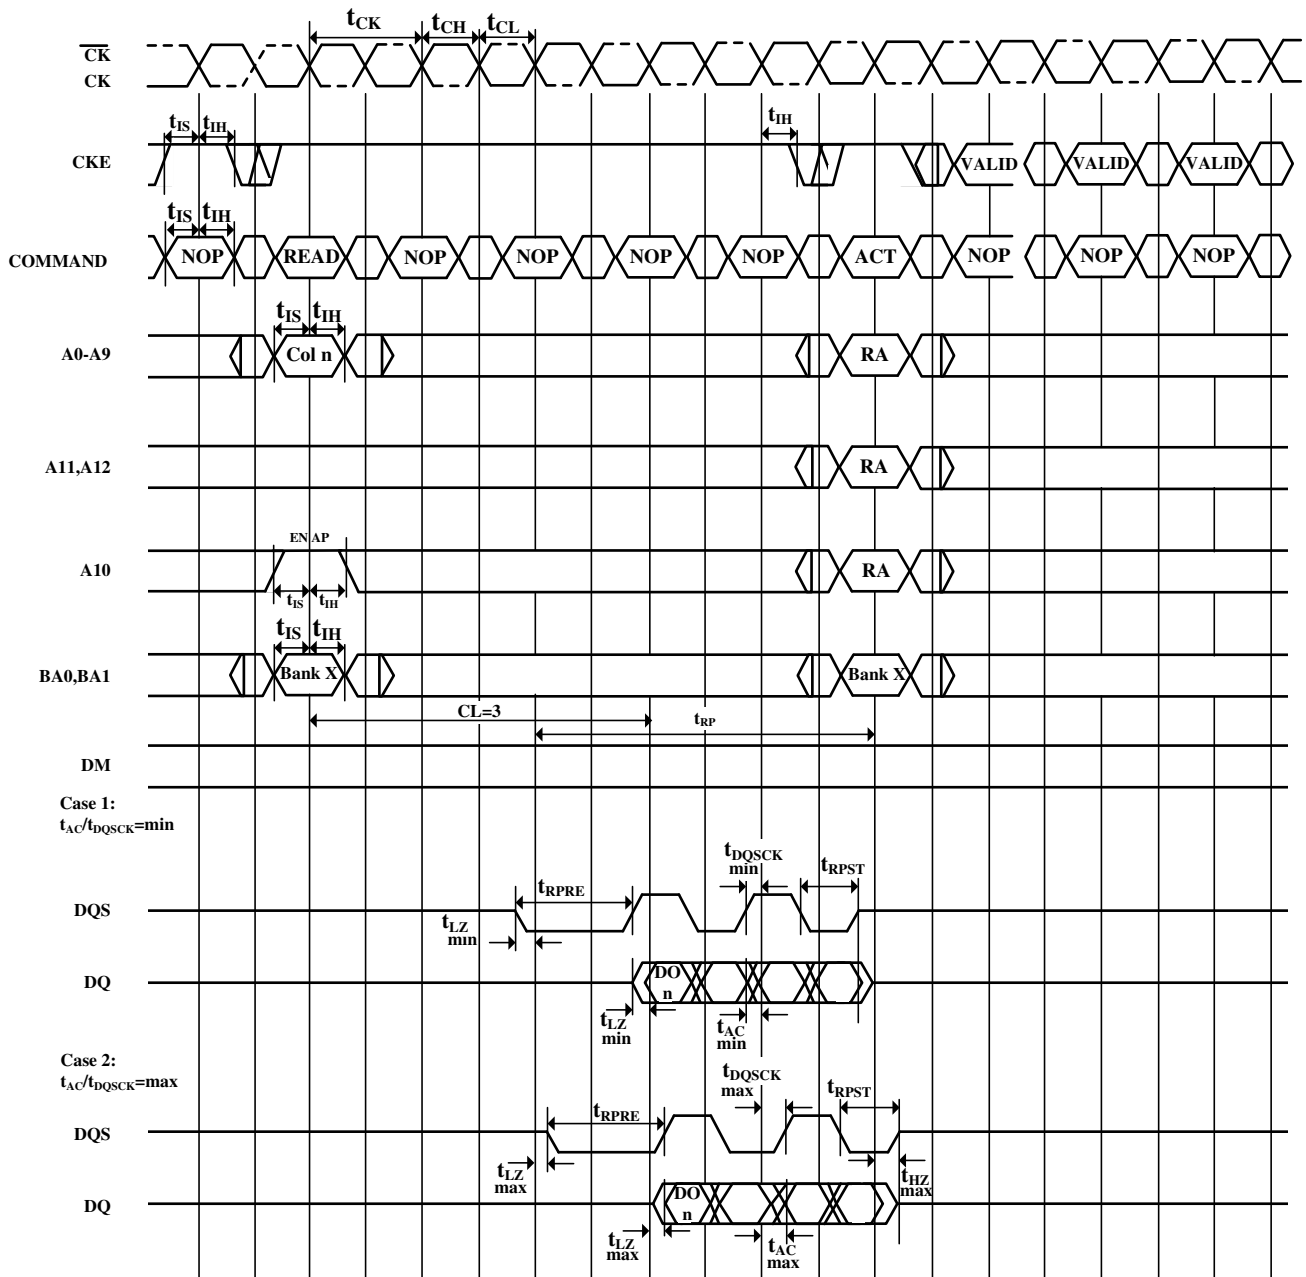 tCK tCH tCL
CK
CK
tIS tIH tIH
CKE VALID VALID VALID
tIS tIH
COMMAND NOP READ NOP NOP NOP NOP ACT NOP NOP NOP
tIS tIH
A0-A9 Col n RA
A11,A12 RA
EN AP
A10 RA
tIS tIH
tIS tIH
BA0,BA1 Bank X Bank X
CL=3 tRP
DM
Case 1:
tAC/tDQSCK=min
tDQSCK min tRPST
tRPRE
DQS
tLZ min
DQ DO n
tLZ min tAC min
Case 2:
tAC/tDQSCK=max
tDQSCK max tRPST
tRPRE
DQS
tLZ max tHZ max
DQ DO n
tLZ max tAC max